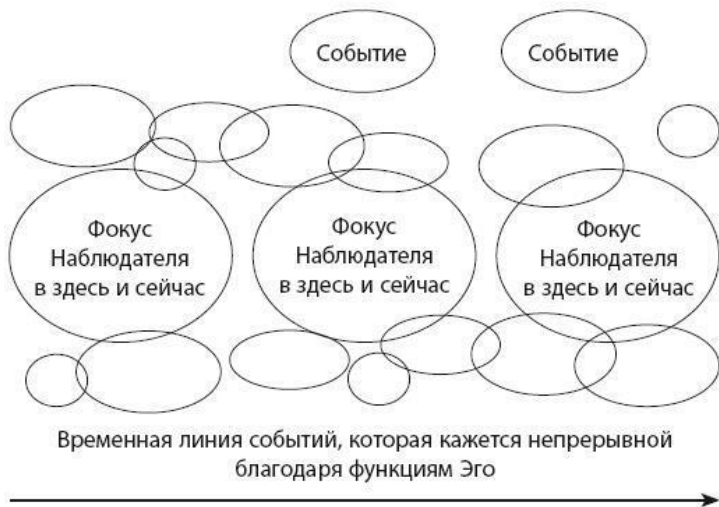 Событие
Событие
Фокус
Наблюдателя
в здесь и сейчас
Фокус
Наблюдателя
в здесь и сейчас
Фокус
Наблюдателя
в здесь и сейчас
Временная линия событий, которая кажется непрерывной
благодаря функциям Эго